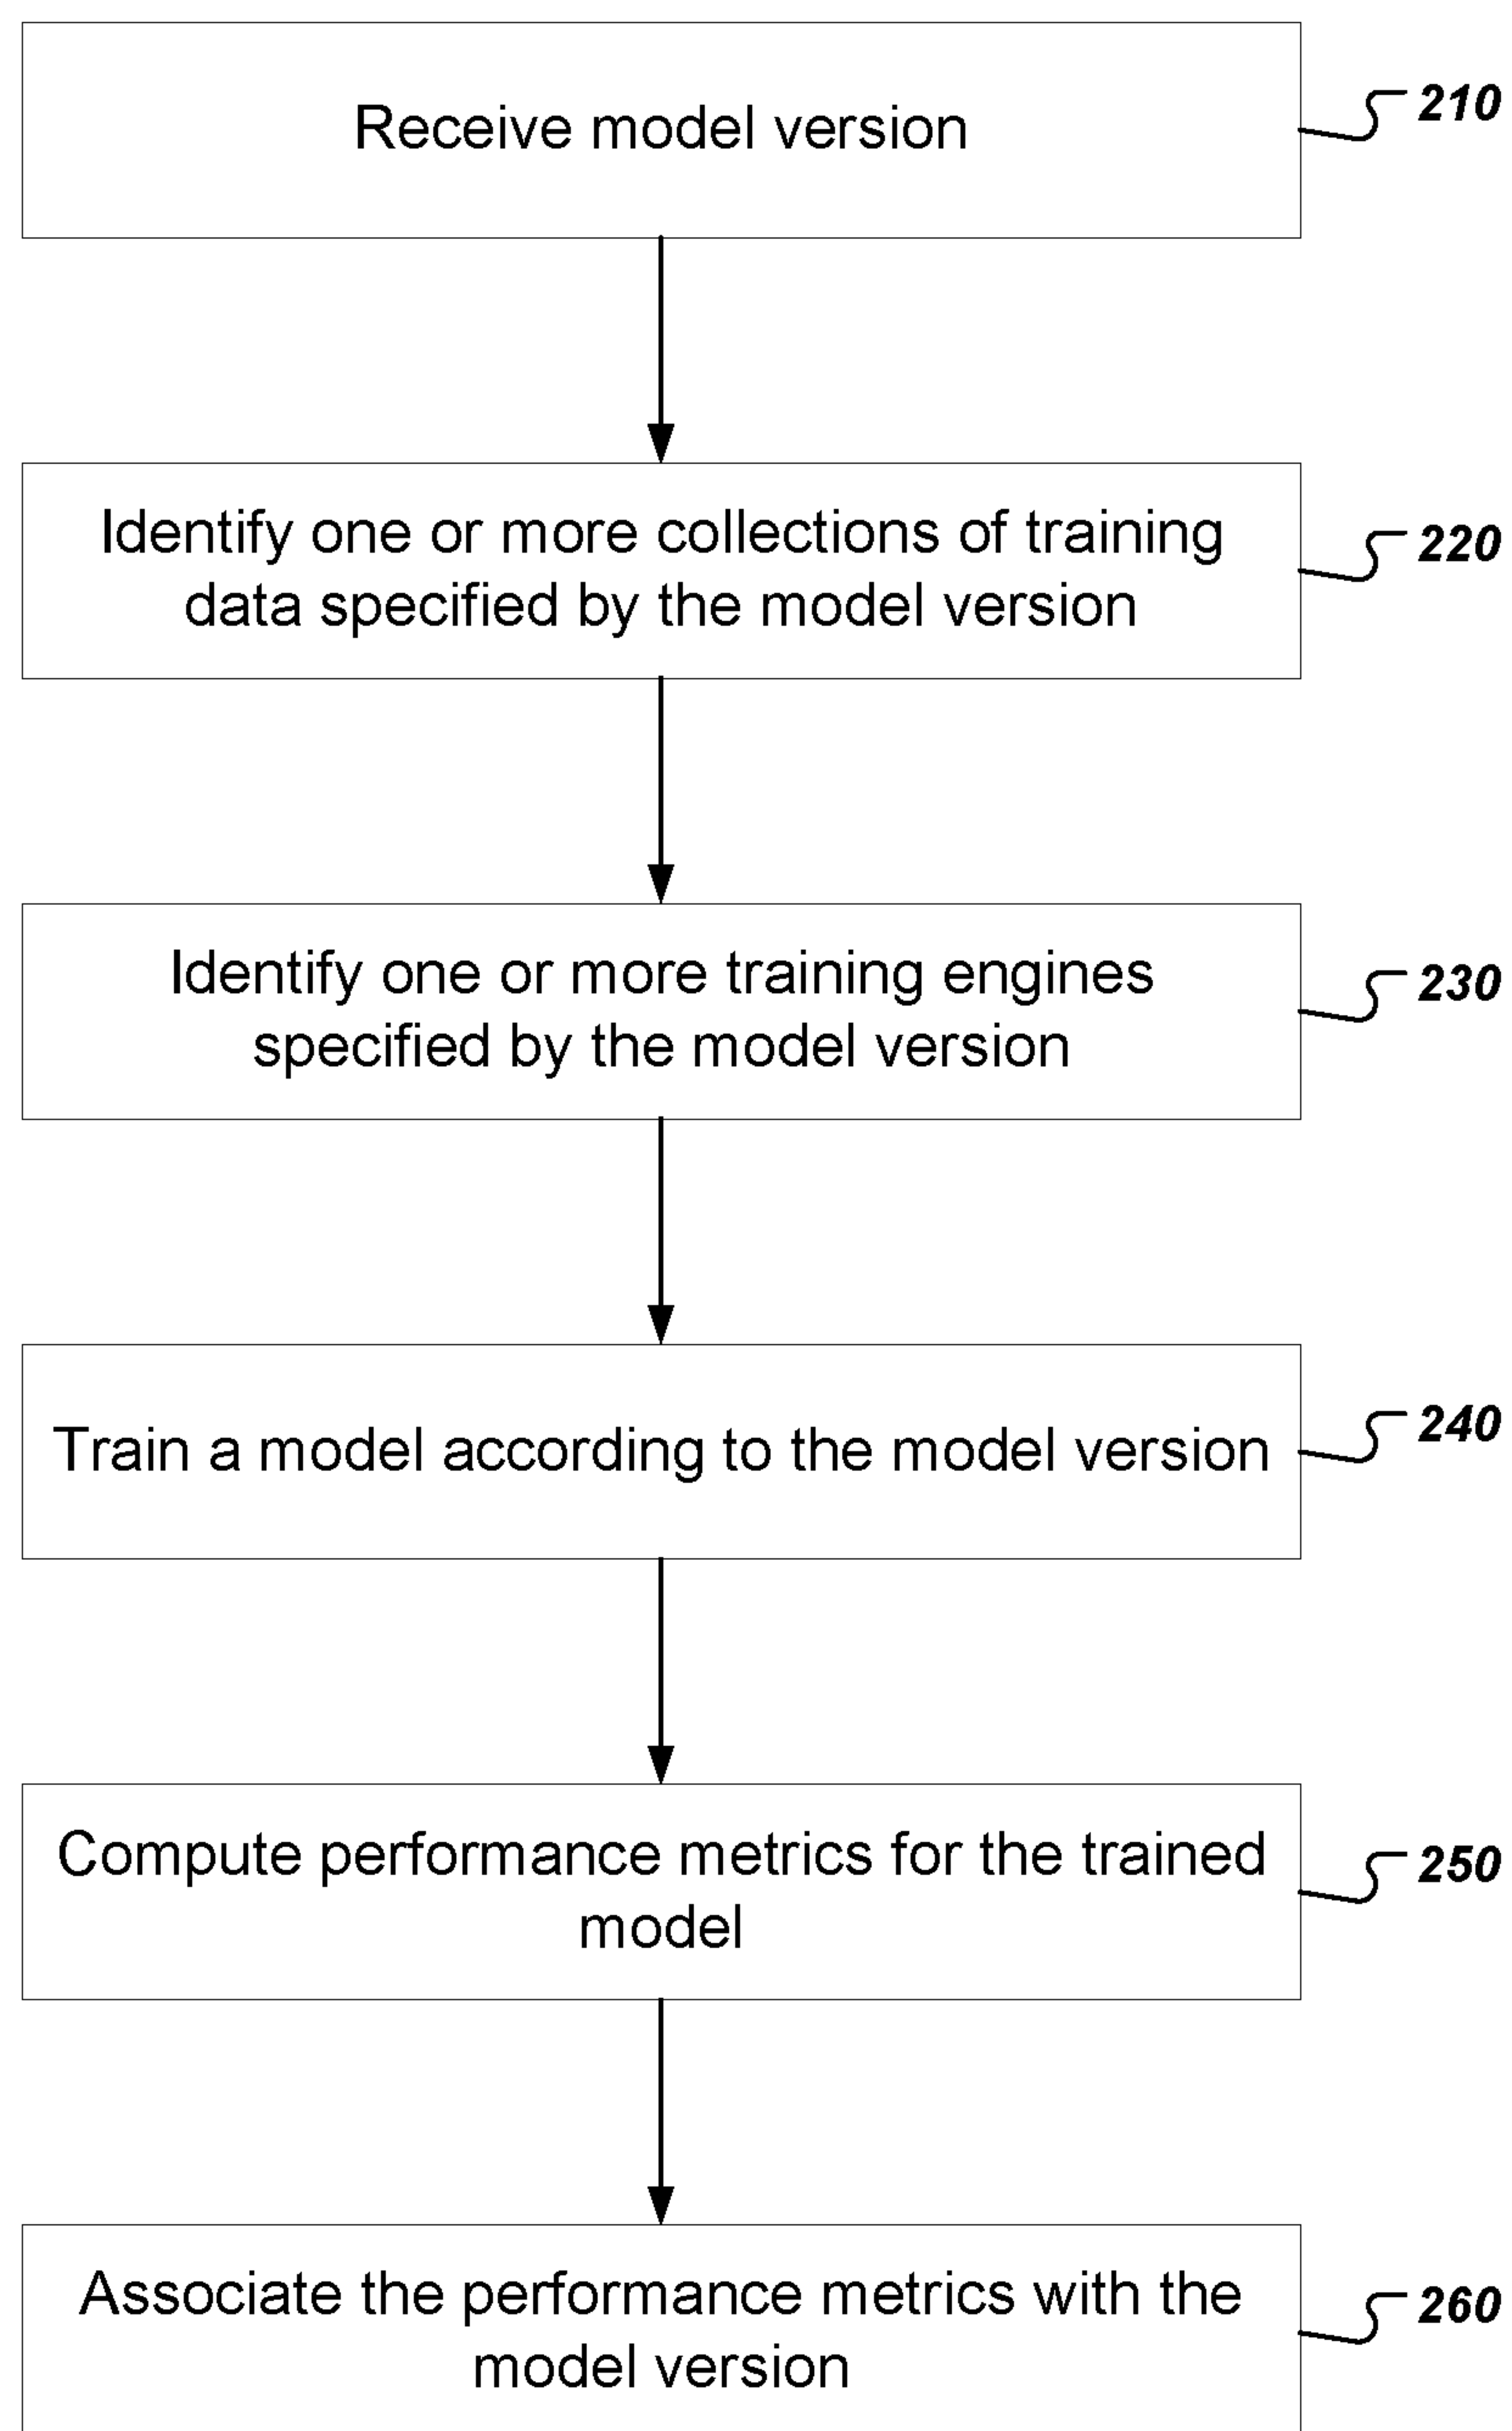 Receive model version
210
Identify one or more collections of training
data specified by the model version
220
Identify one or more training engines
specified by the model version
230
Train a model according to the model version
240
Compute performance metrics for the trained
model
250
Associate the performance metrics with the
model version
260